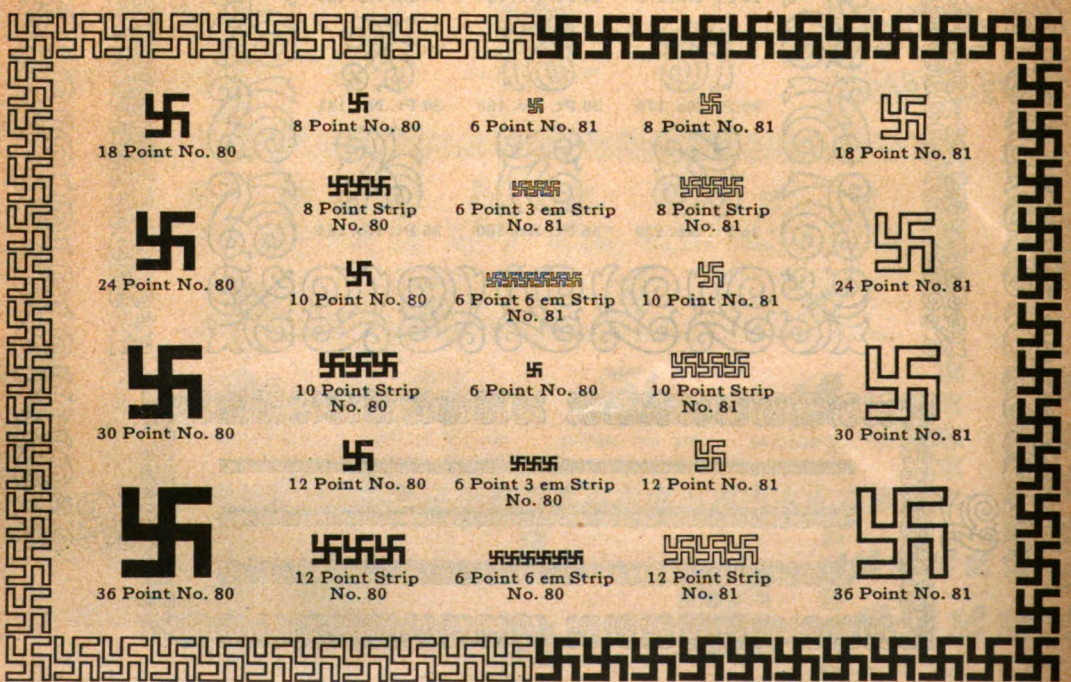 18 Point No. 80
8 Point No. 80
6 Point No. 81
8 Point No. 81
18 Point No. 81
8 Point Strip
No. 80
6 Point 3 em Strip
No. 81
8 Point Strip
No. 81
24 Point No. 80
10 Point No. 80
6 Point 6 em Strip
No. 81
10 Point No. 81
24 Point No. 81
10 Point Strip
No. 80
6 Point No. 80
10 Point Strip
No. 81
30 Point No. 80
12 Point No. 80
6 Point 3 em Strip
No. 80
12 Point No. 81
30 Point No. 81
12 Point Strip
No. 80
6 Point 6 em Strip
No. 80
12 Point Strip
No. 81
36 Point No. 80
36 Point No. 81